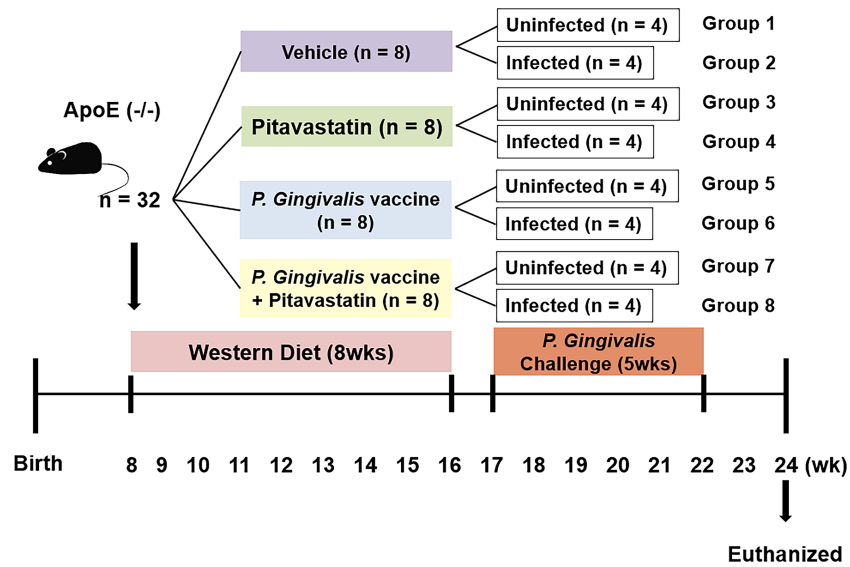 ApoE (-/-)
n = 32
Vehicle (n = 8)
Uninfected (n = 4) Group 1
Infected (n = 4) Group 2
Pitavastatin (n = 8)
Uninfected (n = 4) Group 3
Infected (n = 4) Group 4
P. Gingivalis vaccine
(n = 8)
Uninfected (n = 4) Group 5
Infected (n = 4) Group 6
P. Gingivalis vaccine
+ Pitavastatin (n = 8)
Uninfected (n = 4) Group 7
Infected (n = 4) Group 8
Western Diet (8wks)
P. Gingivalis
Challenge (5wks)
Birth 8 9 10 11 12 13 14 15 16 17 18 19 20 21 22 23 24 (wk)
Euthanized